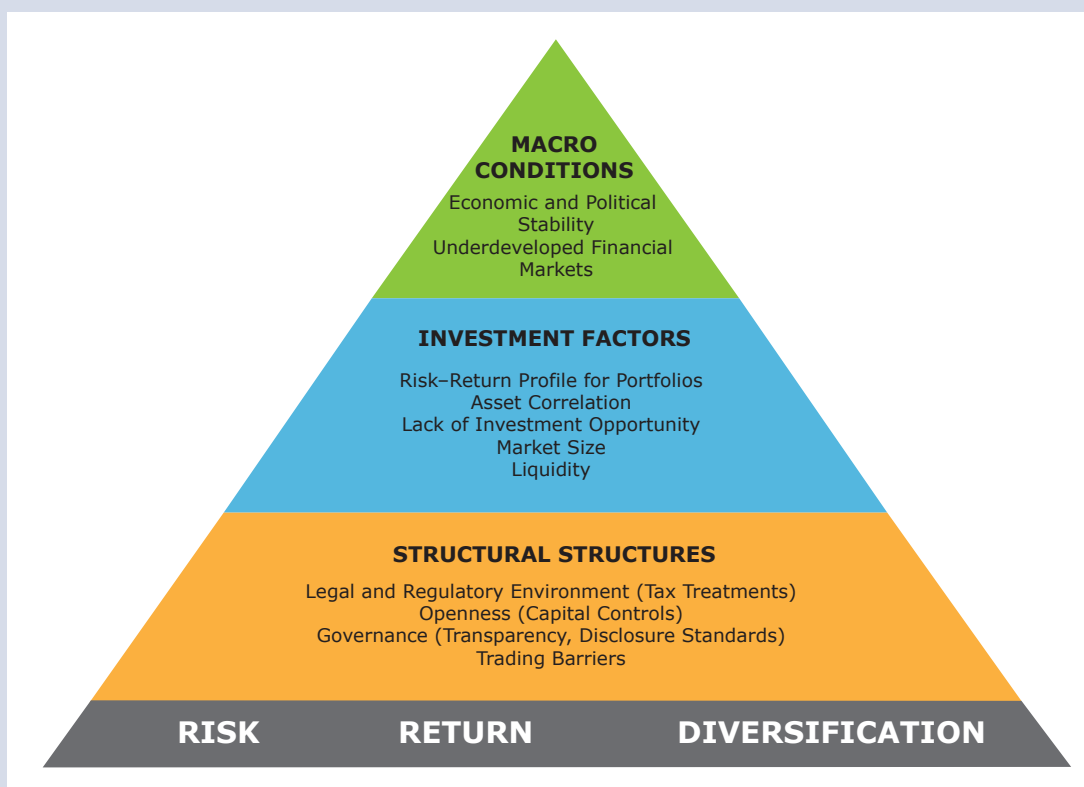 MACRO
CONDITIONS
Economic and Political
Stability
Underdeveloped Financial
Markets
INVESTMENT FACTORS
Risk–Return Profile for Portfolios
Asset Correlation
Lack of Investment Opportunity
Market Size
Liquidity
STRUCTURAL STRUCTURES
Legal and Regulatory Environment (Tax Treatments)
Openness (Capital Controls)
Governance (Transparency, Disclosure Standards)
Trading Barriers
RISK RETURN DIVERSIFICATION